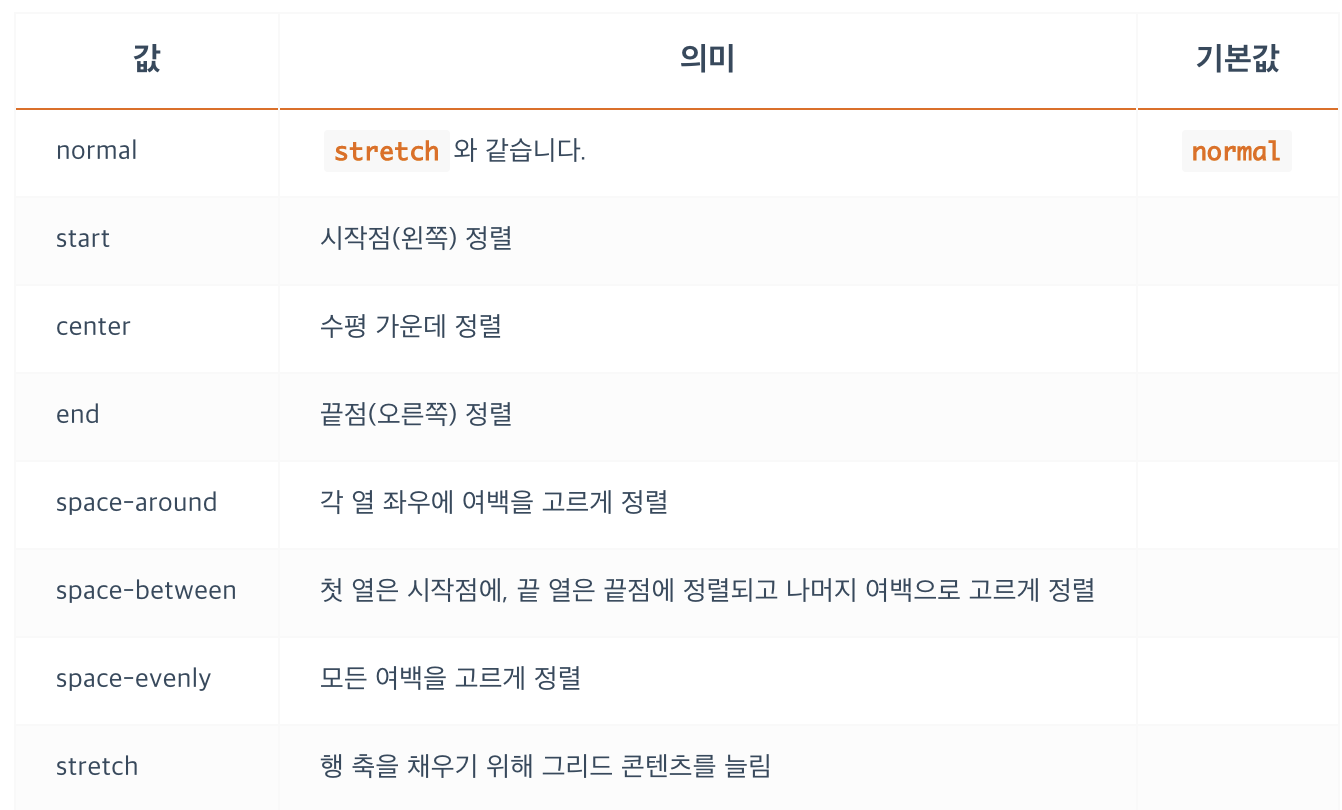 값 의미 기본값
normal stretch 와 같습니다. normal
start 시작점(왼쪽) 정렬
center 수평 가운데 정렬
end 끝점(오른쪽) 정렬
space-around 각 열 좌우에 여백을 고르게 정렬
space-between 첫 열은 시작점에, 끝 열은 끝점에 정렬되고 나머지 여백으로 고르게 정렬
space-evenly 모든 여백을 고르게 정렬
stretch 행 축을 채우기 위해 그리드 콘텐츠를 늘림